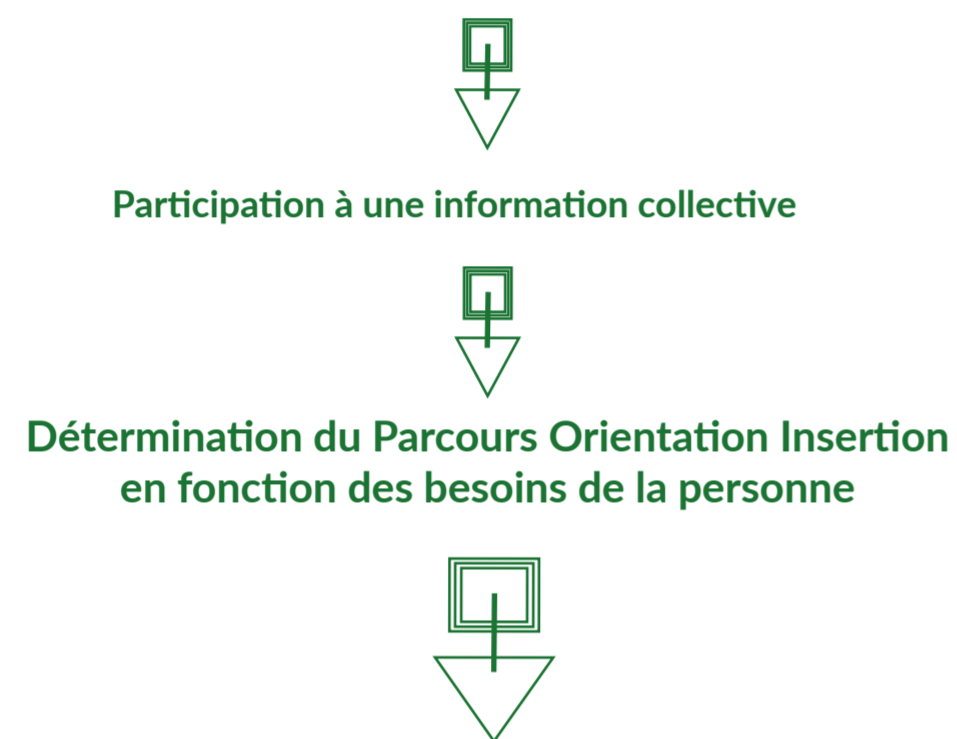 Participation à une information collective
Détermination du Parcours Orientation Insertion
en fonction des besoins de la personne